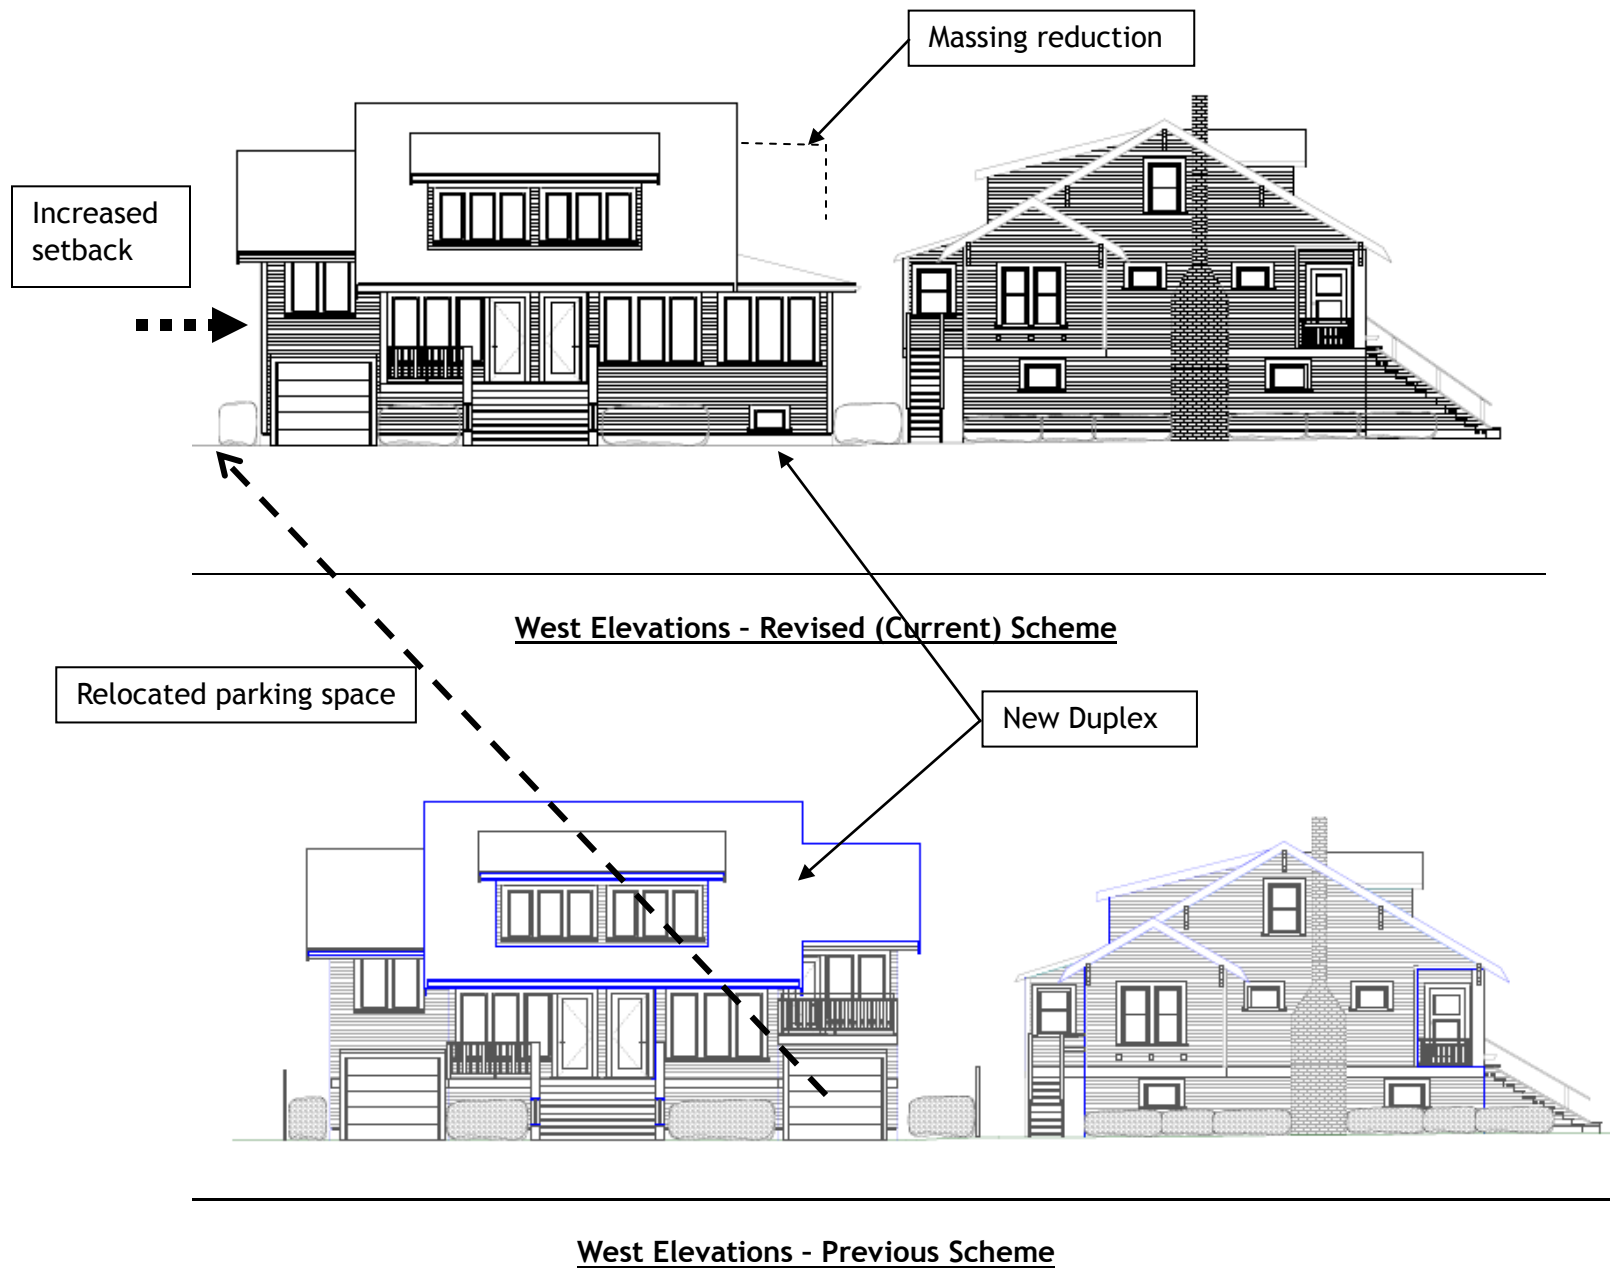 Massing reduction
Increased
setback
West Elevations – Revised (Current) Scheme
Relocated parking space
New Duplex
West Elevations – Previous Scheme